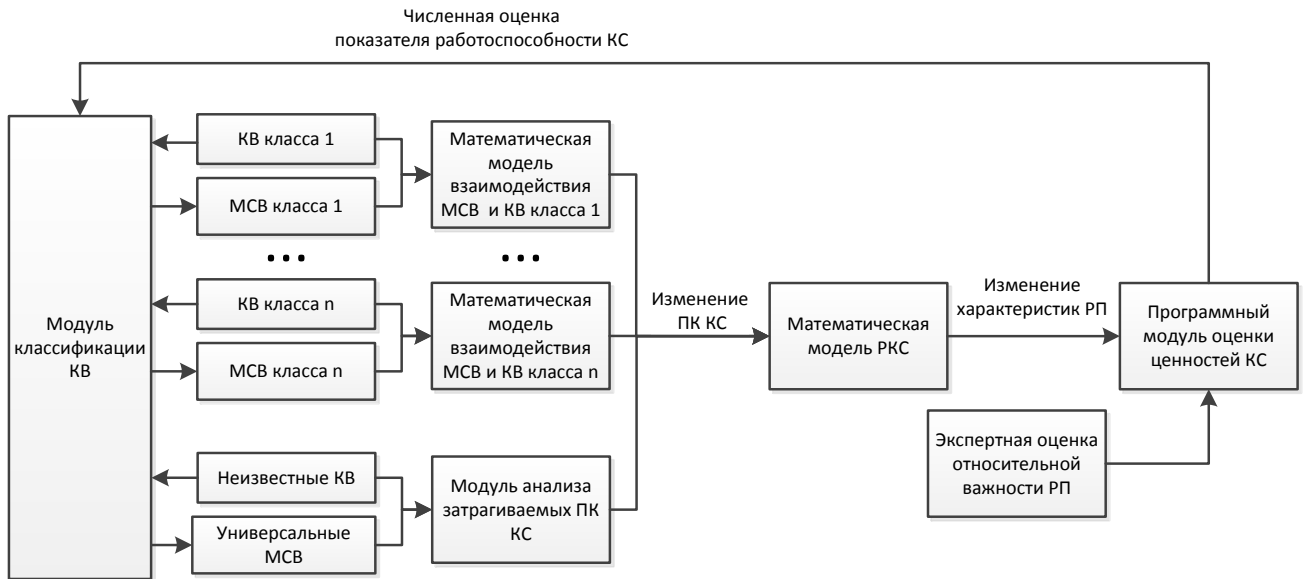 Численная оценка
показателя работоспособности КС
Модуль
классификации
КВ
КВ класса 1
МСВ класса 1
...
КВ класса n
МСВ класса n
Неизвестные КВ
Универсальные
МСВ
Математическая
модель
взаимодействия
МСВ и КВ класса 1
...
Математическая
модель
взаимодействия
МСВ и КВ класса n
Модуль анализа
затрагиваемых ПК
КС
Изменение
ПК КС
Математическая
модель РКС
Изменение
характеристик РП
Программный
модуль оценки
ценностей КС
Экспертная оценка
относительной
важности РП